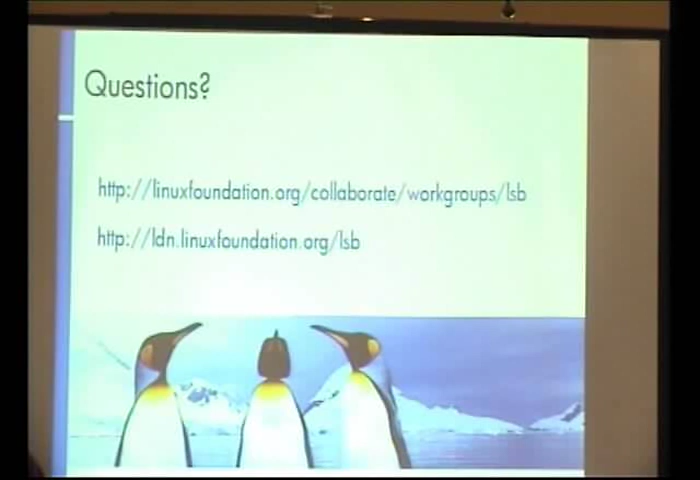 Questions?
http://linuxfoundation.org/collaborate/workgroups/lsb
http://ldn.linuxfoundation.org/lsb